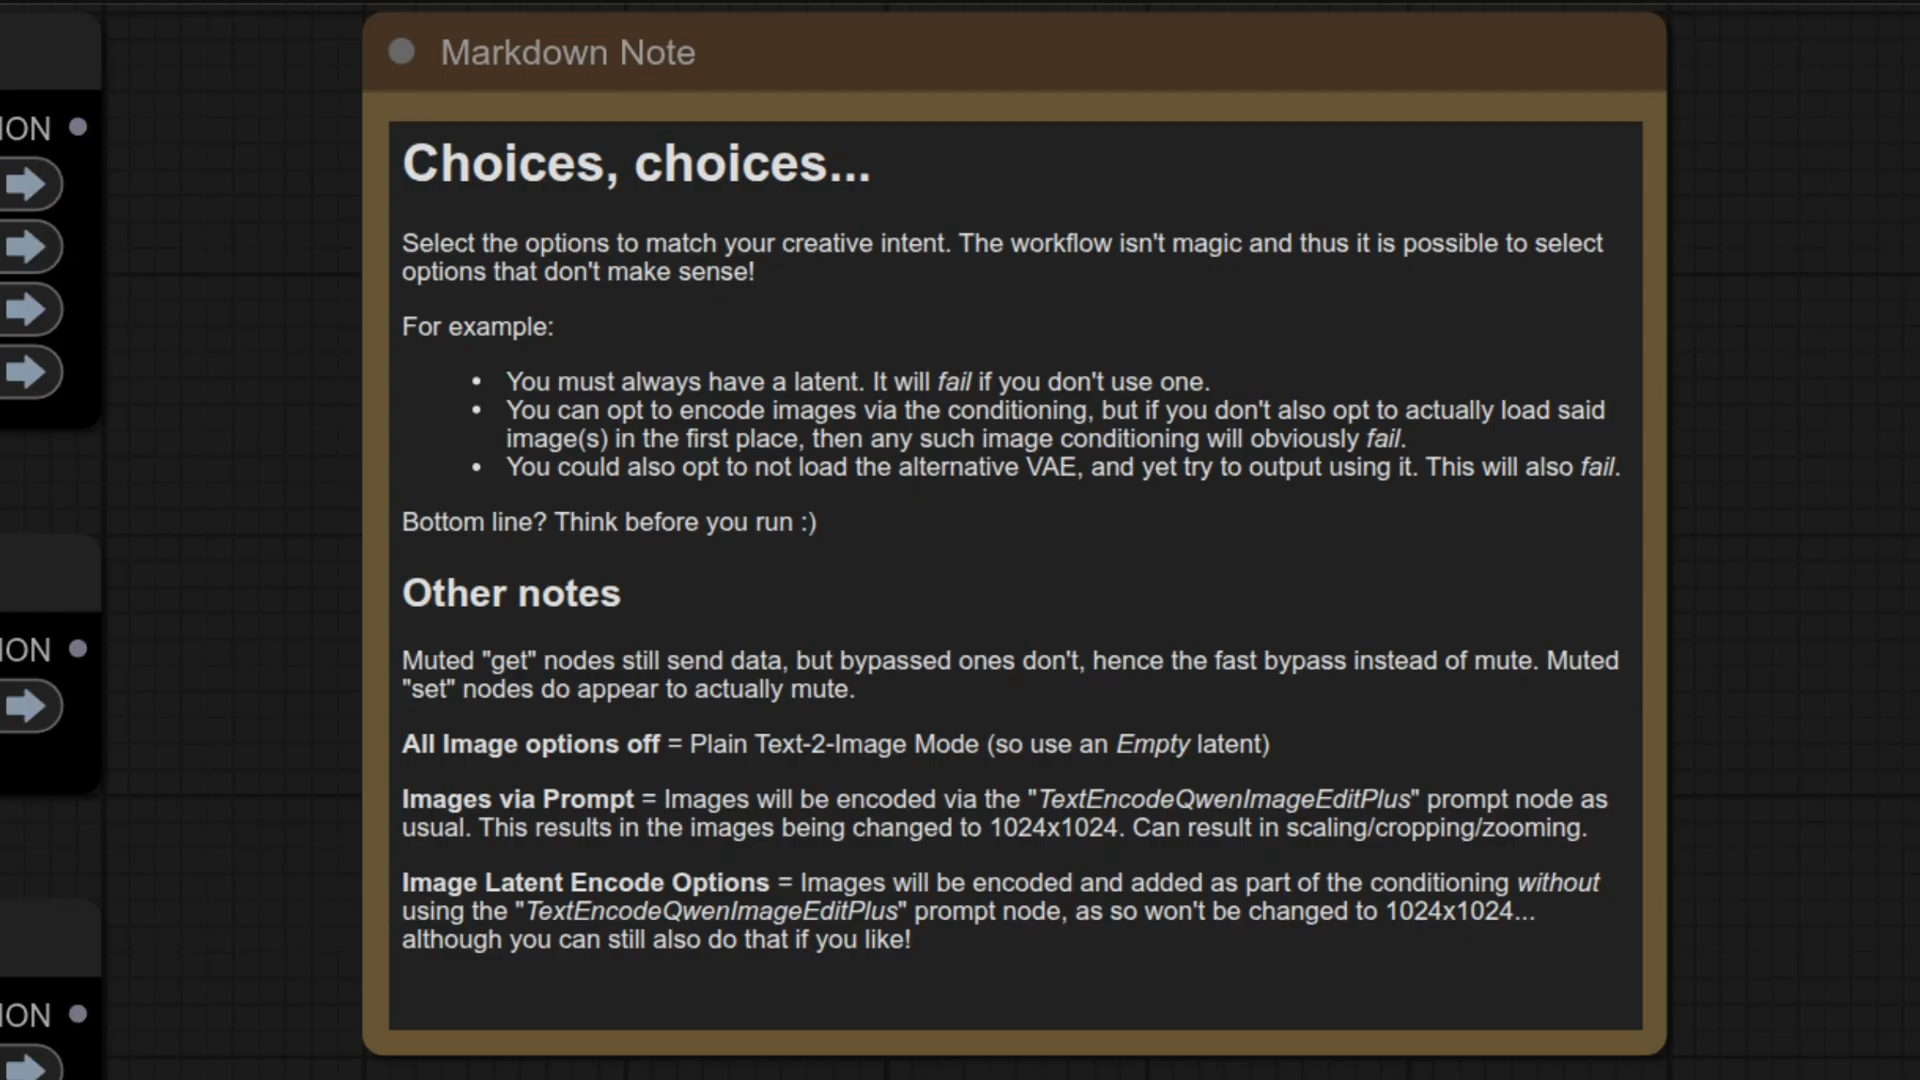 Markdown Note
ION
Choices, choices...
Select the options to match your creative intent. The workflow isn't magic and thus it is possible to select
options that don't make sense!
For example:
• You must always have a latent. It will fail if you don't use one.
• You can opt to encode images via the conditioning, but if you don't also opt to actually load said
image(s) in the first place, then any such image conditioning will obviously fail.
• You could also opt to not load the alternative VAE, and yet try to output using it. This will also fail.
Bottom line? Think before you run :)
Other notes
ION
Muted "get" nodes still send data, but bypassed ones don't, hence the fast bypass instead of mute. Muted
"set" nodes do appear to actually mute.
All Image options off = Plain Text-2-Image Mode (so use an Empty latent)
Images via Prompt = Images will be encoded via the "TextEncodeQwenImageEditPlus" prompt node as
usual. This results in the images being changed to 1024x1024. Can result in scaling/cropping/zooming.
Image Latent Encode Options = Images will be encoded and added as part of the conditioning without
using the "TextEncodeQwenImageEditPlus" prompt node, as so won't be changed to 1024x1024...
although you can still also do that if you like!
ION